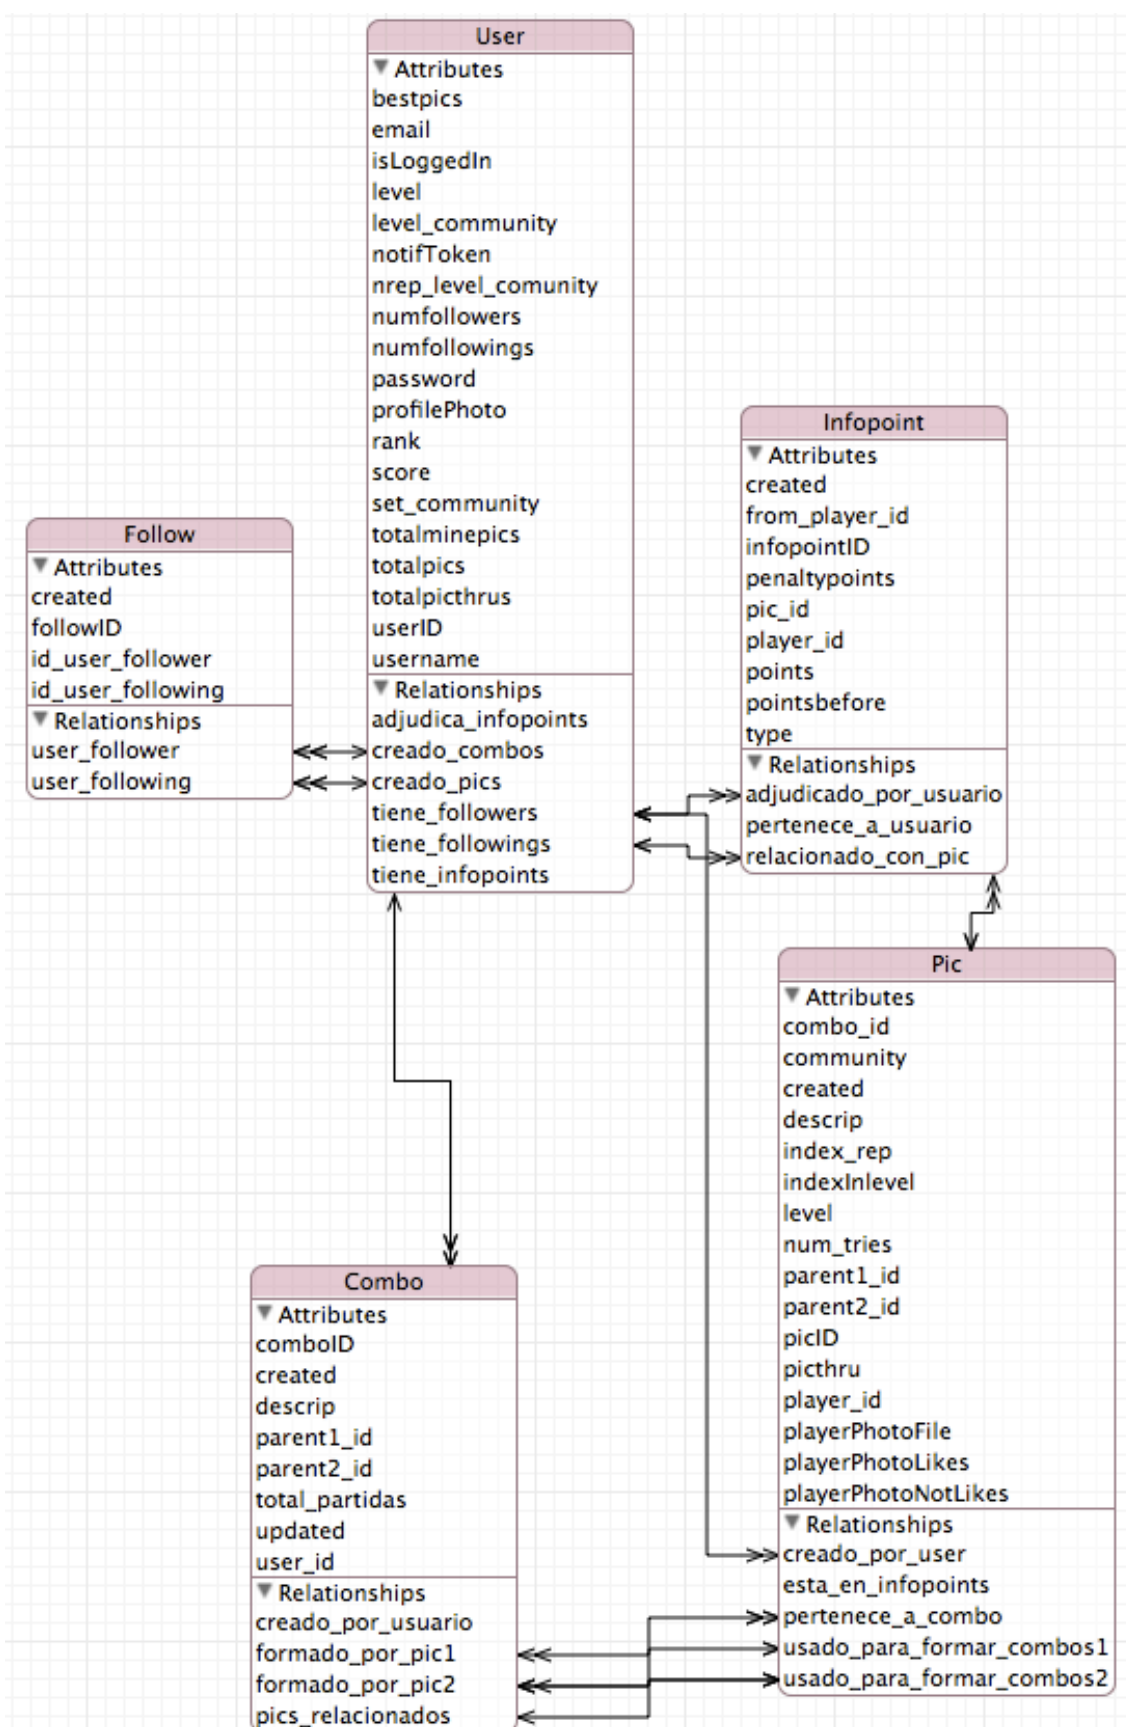 User
Attributes
bestpics
email
isLoggedIn
level
level_community
notifToken
nrep_level_comunity
numfollowers
numfollowings
password
profilePhoto
rank
score
set_community
totalminepics
totalpics
totalpicthrus
userID
username
Relationships
adjudica_infopoints
creado_combos
creado_pics
tiene_followers
tiene_followings
tiene_infopoints
Follow
Attributes
created
followID
id_user_follower
id_user_following
Relationships
user_follower
user_following
Infopoint
Attributes
created
from_player_id
infopointID
penaltypoints
pic_id
player_id
points
pointsbefore
type
Relationships
adjudicado_por_usuario
pertenece_a_usuario
relacionado_con_pic
Pic
Attributes
combo_id
community
created
descrip
index_rep
indexInlevel
level
num_tries
parent1_id
parent2_id
picID
picthru
player_id
playerPhotoFile
playerPhotoLikes
playerPhotoNotLikes
Relationships
creado_por_user
esta_en_infopoints
pertenece_a_combo
usado_para_formar_combos1
usado_para_formar_combos2
Combo
Attributes
comboID
created
descrip
parent1_id
parent2_id
total_partidas
updated
user_id
Relationships
creado_por_usuario
formado_por_pic1
formado_por_pic2
pics_relacionados